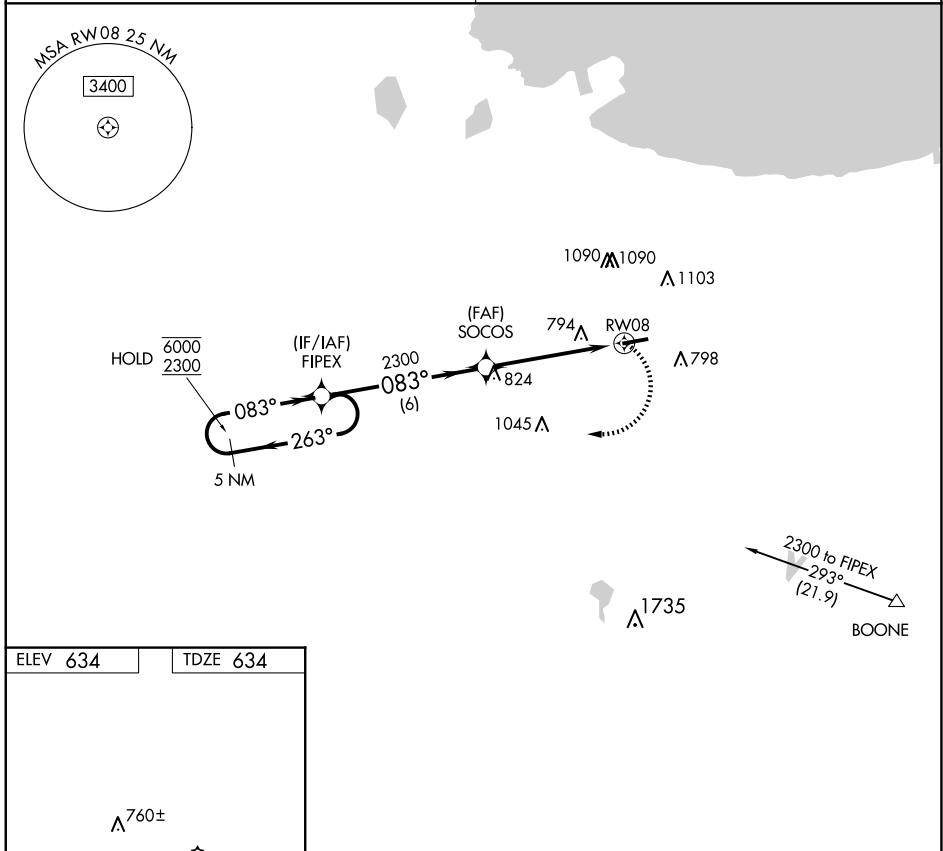 MSA RW08 25 NM
3400
1090 1090
1103
794
RW08
(FAF)
SOCOS
(IF/IAF)
FIPEX
HOLD 6000
2300
2300
083°
(6)
824
798
083°
263°
1045
5 NM
2300 to FIPEX
293°
(21.9)
BOONE
1735
ELEV 634
TDZE 634
760±